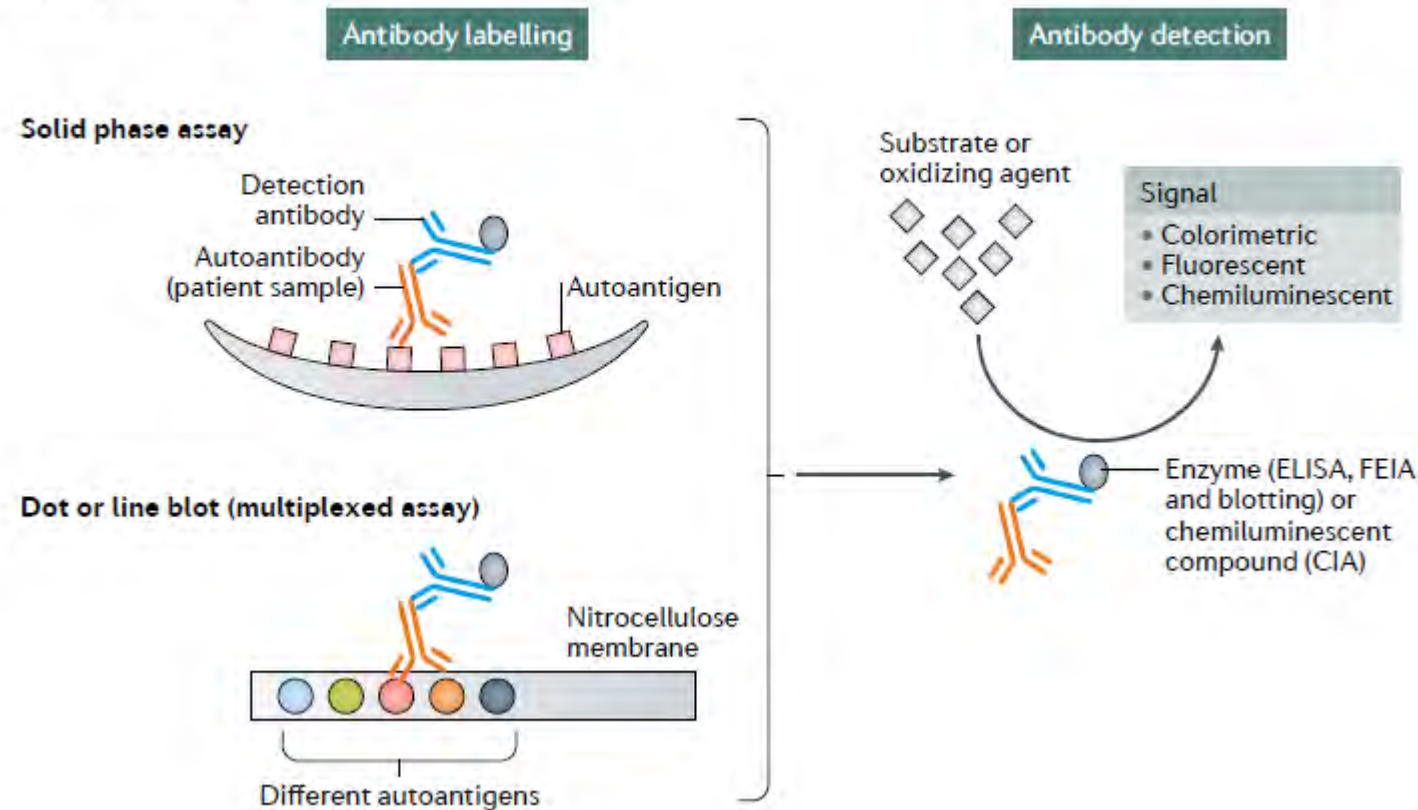 Antibody labelling
Antibody detection
Solid phase assay
Detection
antibody
Autoantibody
(patient sample)
Autoantigen
Dot or line blot (multiplexed assay)
Nitrocellulose
membrane
Different autoantigens
Substrate or
oxidizing agent
Signal
• Colorimetric
• Fluorescent
• Chemiluminescent
Enzyme (ELISA, FEIA
and blotting) or
chemiluminescent
compound (CIA)